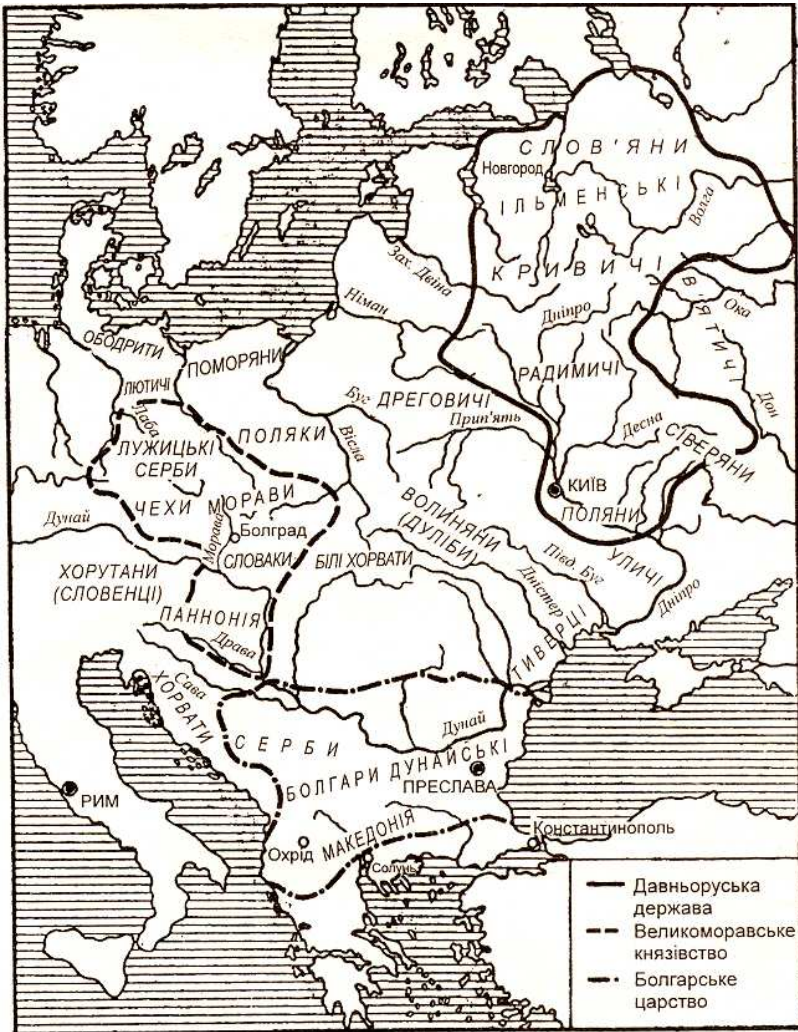 СЛОВ'ЯНИ
Новгород
ІЛЬМЕНСЬКІ
Волга
КРИВИЧІ
Зах. Двіна
Німан
Дніпро
В'ЯТИЧІ
Ока
ОБОДРИТИ
ПОМОРЯНИ
ЛЮТИЧІ
РАДИМИЧІ
Дон
Буг
ДРЕГОВИЧІ
Прип'ять
Лаба
ПОЛЯКИ
Вісла
Десна
СІВЕРЯНИ
ЛУЖИЦЬКІ
СЕРБИ
КИЇВ
ЧЕХИ
МОРАВИ
ПОЛЯНИ
Дунай
Морава
Болград
ВОЛИНЯНИ
(ДУЛІБИ)
СЛОВАКИ
БІЛІ ХОРВАТИ
Півд. Буг
УЛИЧІ
ХОРУТАНИ
(СЛОВЕНЦІ)
Дністер
Дніпро
ПАННОНІЯ
Драва
ТИВЕРЦІ
Сава
ХОРВАТИ
Дунай
СЕРБИ
БОЛГАРИ ДУНАЙСЬКІ
ПРЕСЛАВА
РИМ
МАКЕДОНІЯ
Охрід
Константинополь
Солунь
Давньоруська
держава
Великоморавське
князівство
Болгарське
царство